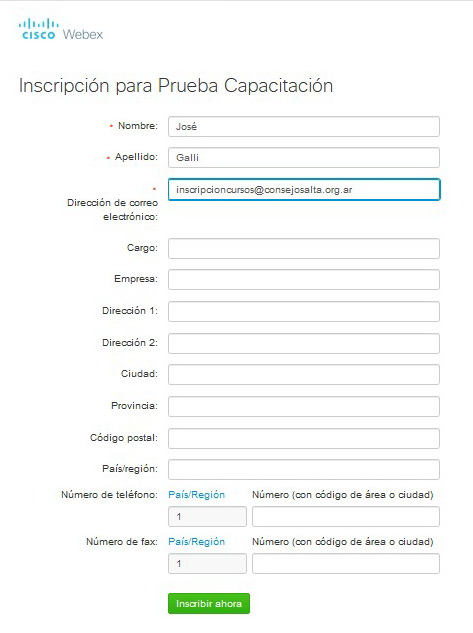 cisco Webex
Inscripción para Prueba Capacitación
* Nombre: José
* Apellido: Galli
*
Dirección de correo
electrónico: inscripcioncursos@consejosalta.org.ar
Cargo:
Empresa:
Dirección 1:
Dirección 2:
Ciudad:
Provincia:
Código postal:
País/región:
Número de teléfono: País/Región Número (con código de área o ciudad)
1
Número de fax: País/Región Número (con código de área o ciudad)
1
Inscribir ahora